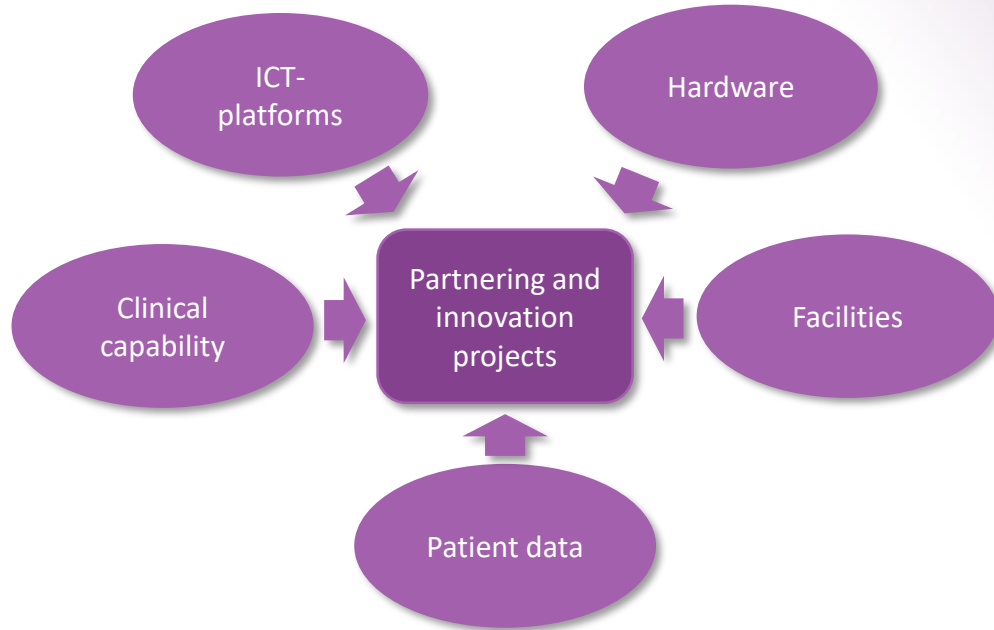 ICT-
platforms
Hardware
Clinical
capability
Partnering and
innovation
projects
Facilities
Patient data